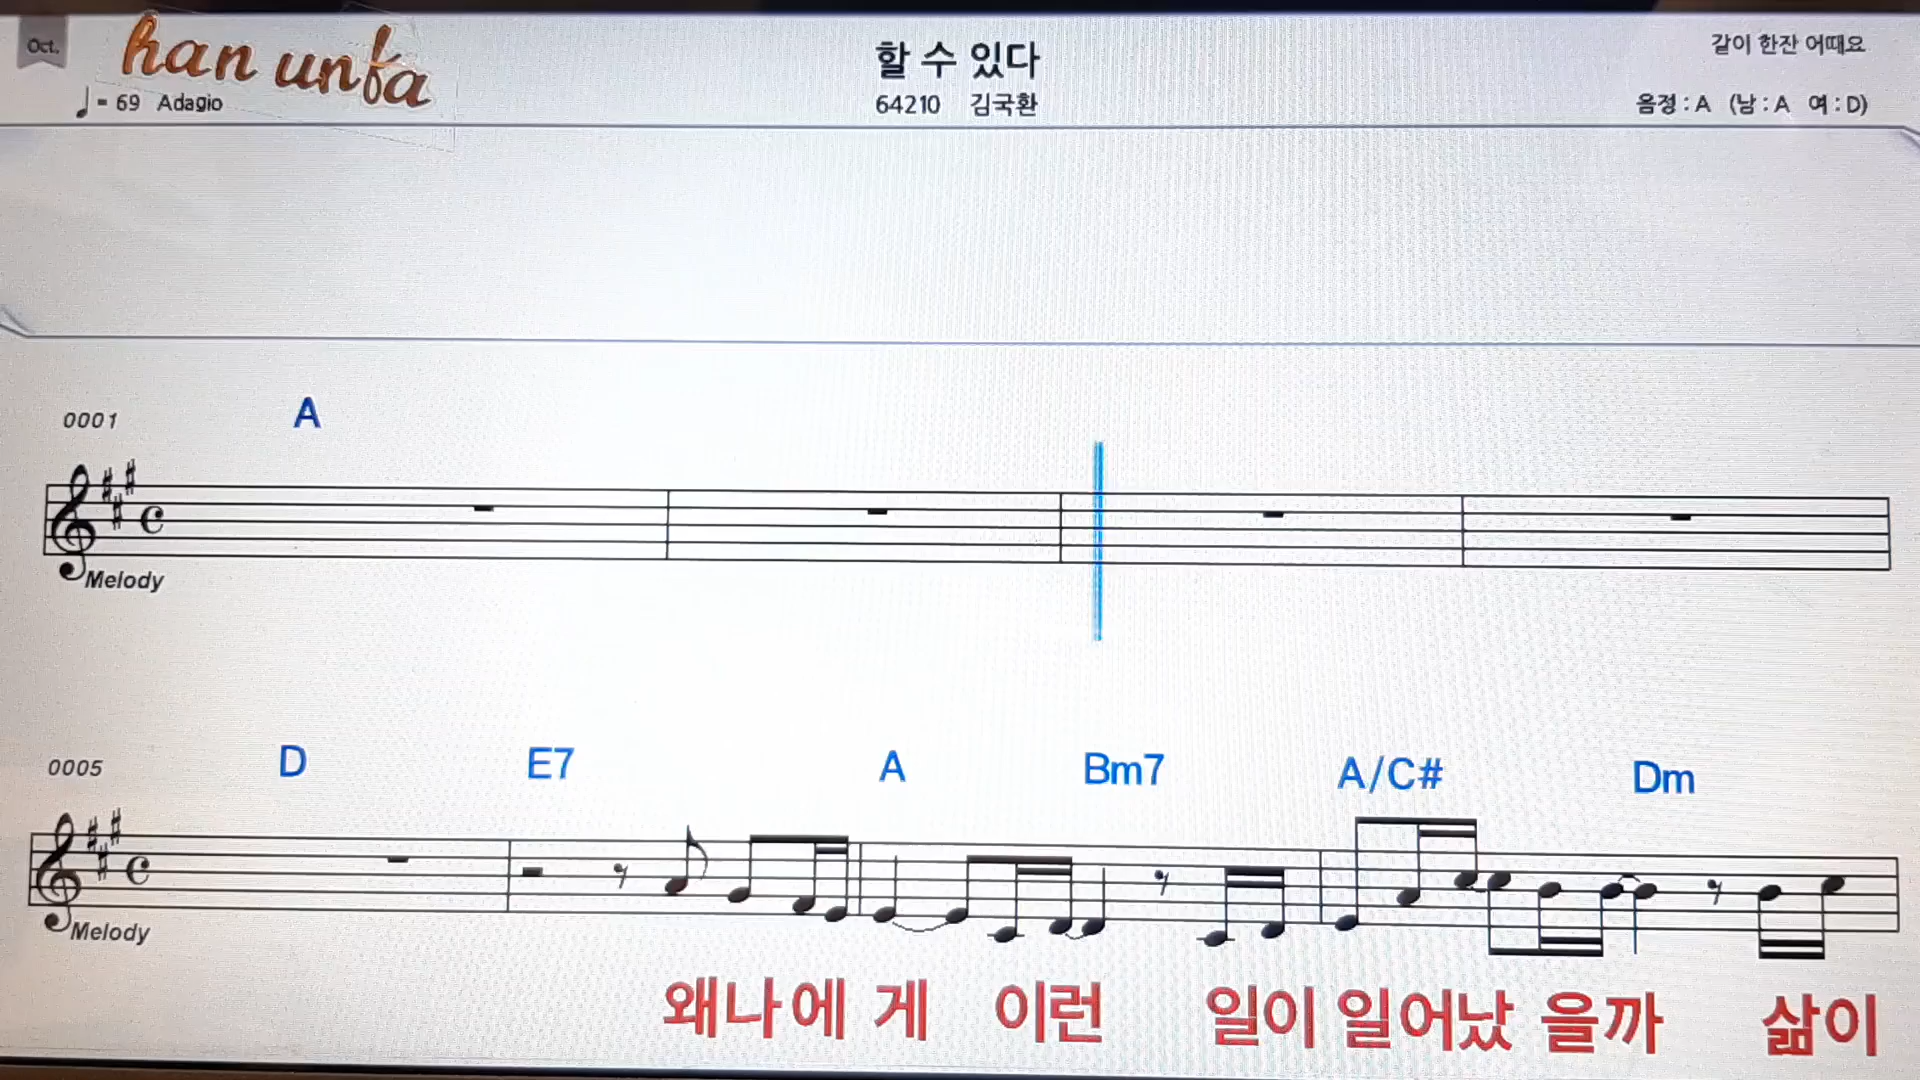 Oct.
han unfa
할 수 있다
같이 한잔 어때요
♩= 69 Adagio
64210 김국환
음정 : A (남 : A 여 : D)
0001 A
Melody
0005 D E7 A Bm7 A/C# Dm
Melody
왜나에 게 이런 일이 일어났 을까 삶이